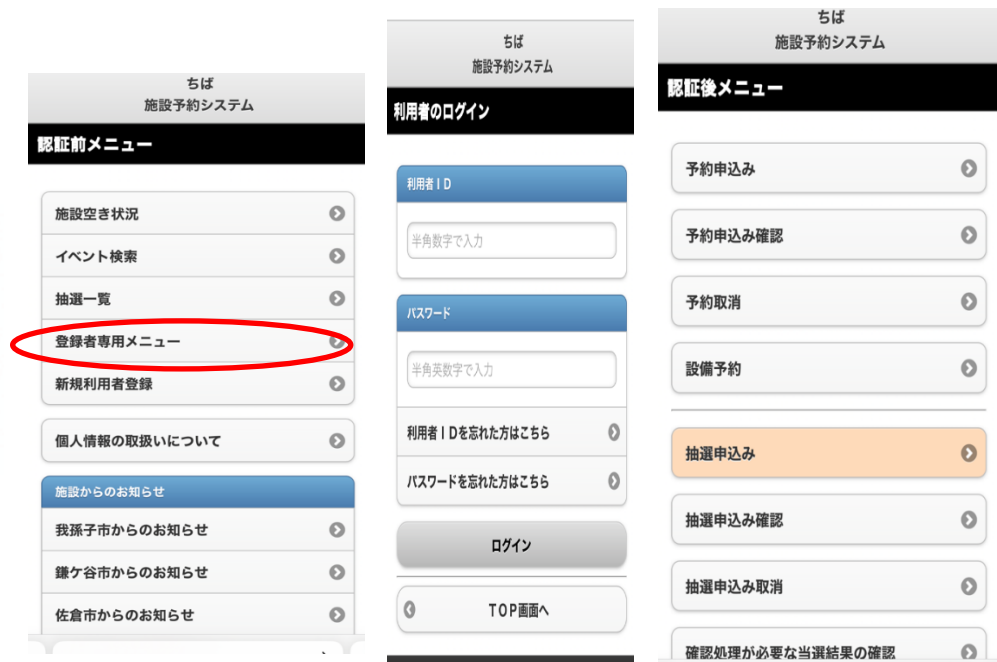 ちば
施設予約システム
認証前メニュー
施設空き状況
イベント検索
抽選一覧
登録者専用メニュー
新規利用者登録
個人情報の取扱いについて
施設からのお知らせ
我孫子市からのお知らせ
鎌ケ谷市からのお知らせ
佐倉市からのお知らせ
ちば
施設予約システム
利用者のログイン
利用者ＩＤ
半角数字で入力
パスワード
半角英数字で入力
利用者ＩＤを忘れた方はこちら
パスワードを忘れた方はこちら
ログイン
ＴＯＰ画面へ
ちば
施設予約システム
認証後メニュー
予約申込み
予約申込み確認
予約取消
設備予約
抽選申込み
抽選申込み確認
抽選申込み取消
確認処理が必要な当選結果の確認